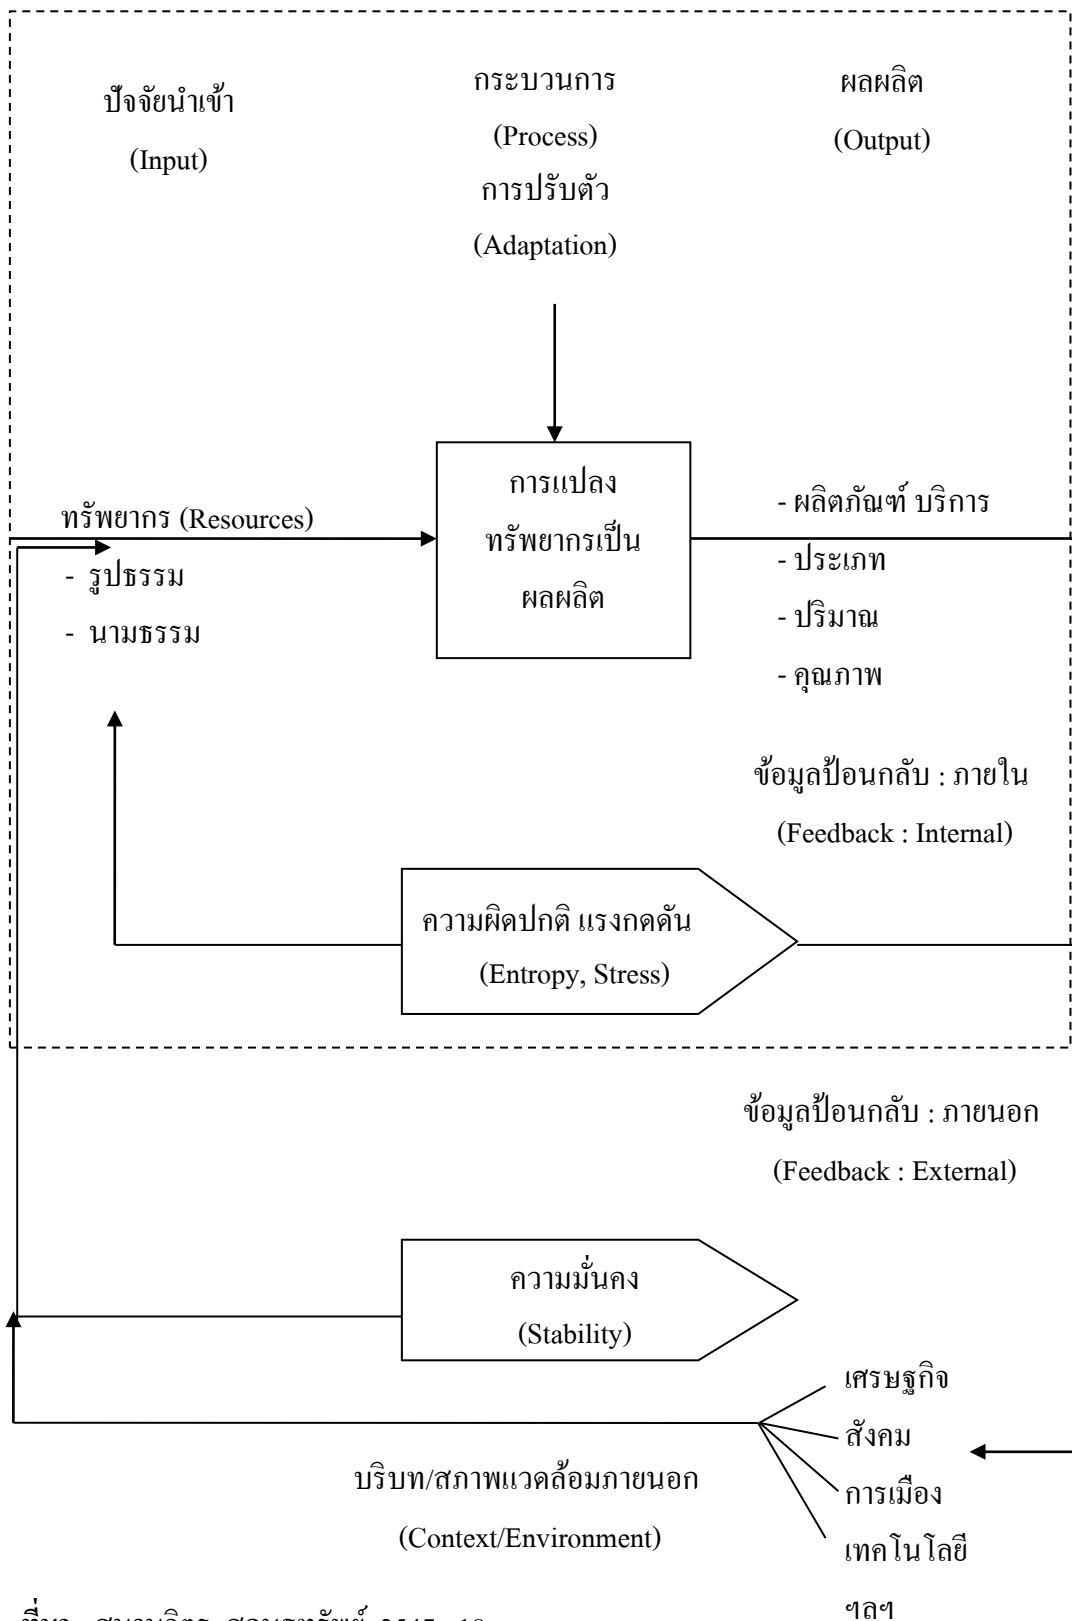 ปัจจัยนำเข้า
(Input)
กระบวนการ
(Process)
การปรับตัว
(Adaptation)
ผลผลิต
(Output)
ทรัพยากร (Resources)
- รูปธรรม
- นามธรรม
การแปลง
ทรัพยากรเป็น
ผลผลิต
- ผลิตภัณฑ์ บริการ
- ประเภท
- ปริมาณ
- คุณภาพ
ข้อมูลป้อนกลับ : ภายใน
(Feedback : Internal)
ความผิดปกติ แรงกดดัน
(Entropy, Stress)
ข้อมูลป้อนกลับ : ภายนอก
(Feedback : External)
ความมั่นคง
(Stability)
เศรษฐกิจ
สังคม
การเมือง
เทคโนโลยี
ฯลฯ
บริบท/สภาพแวดล้อมภายนอก
(Context/Environment)